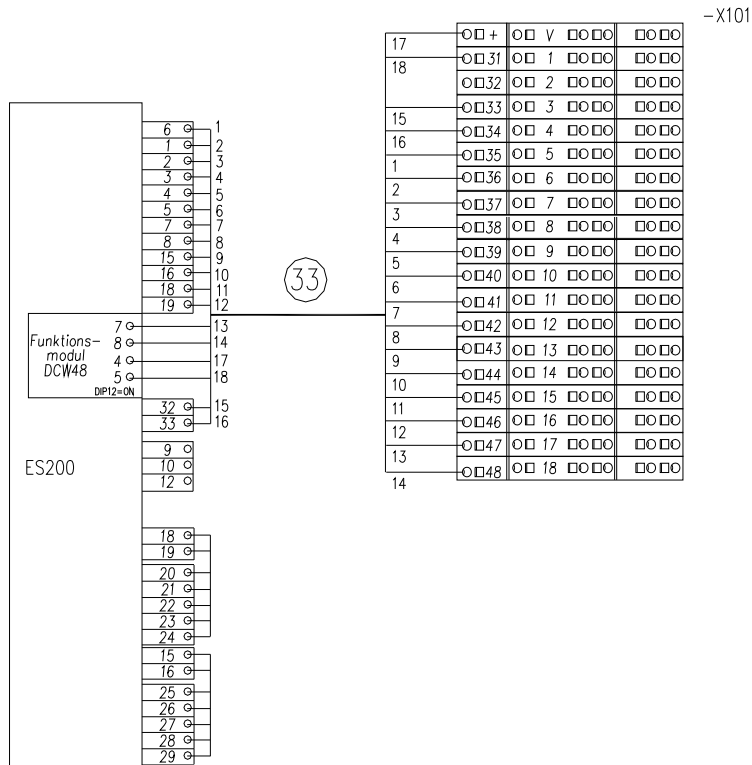 -X101
17 + V
18 31 1
32 2
15 33 3
16 34 4
1 35 5
2 36 6
3 37 7
4 38 8
5 39 9
6 40 10
7 41 11
8 42 12
9 43 13
10 44 14
11 45 15
12 46 16
13 47 17
14 48 18
33
6 1
1 2
2 3
3 4
4 5
5 6
7 7
8 8
15 9
16 10
18 11
19 12
Funktions-
modul
DCW48
7 13
8 14
4 17
5 18
DIP12=ON
32 15
33 16
9
10
12
ES200
18
19
20
21
22
23
24
15
16
25
26
27
28
29